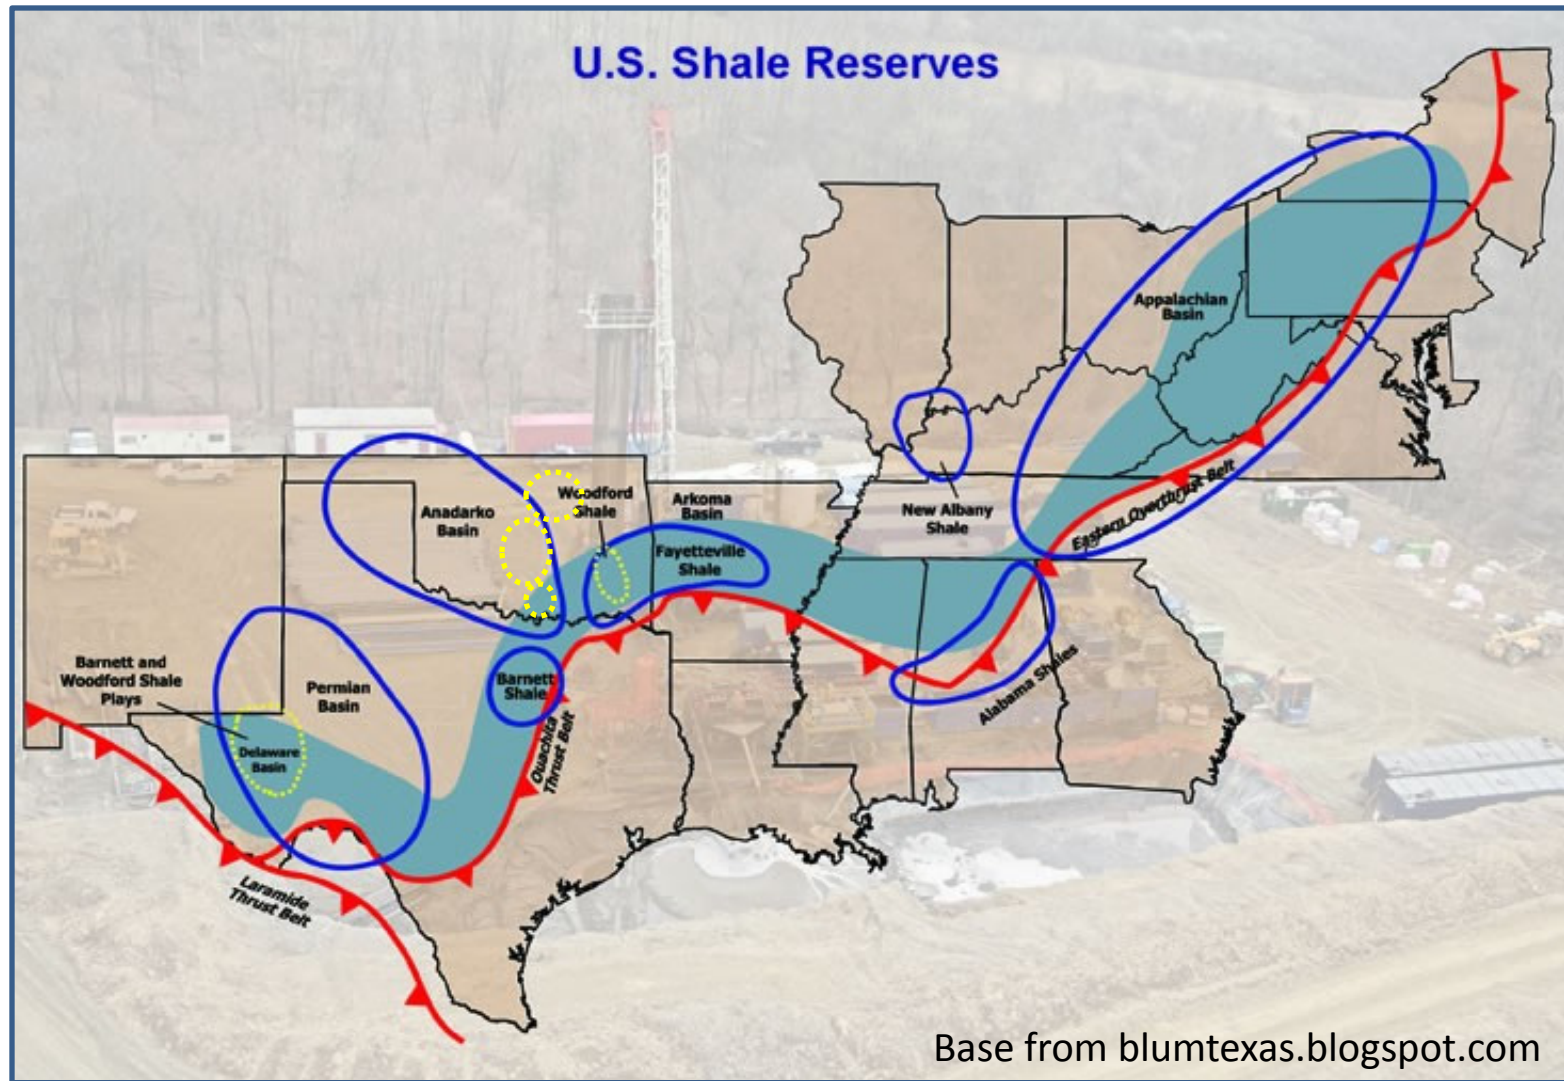 U.S. Shale Reserves
Appalachian
Basin
Woodford
Shale
Anadarko
Basin
Arkoma
Basin
New Albany
Shale
Eastern Overthrust Belt
Fayetteville
Shale
Barnett and
Woodford Shale
Plays
Permian
Basin
Barnett
Shale
Alabama Shales
Delaware
Basin
Ouachita
Thrust Belt
Laramide
Thrust Belt
Base from blumtexas.blogspot.com